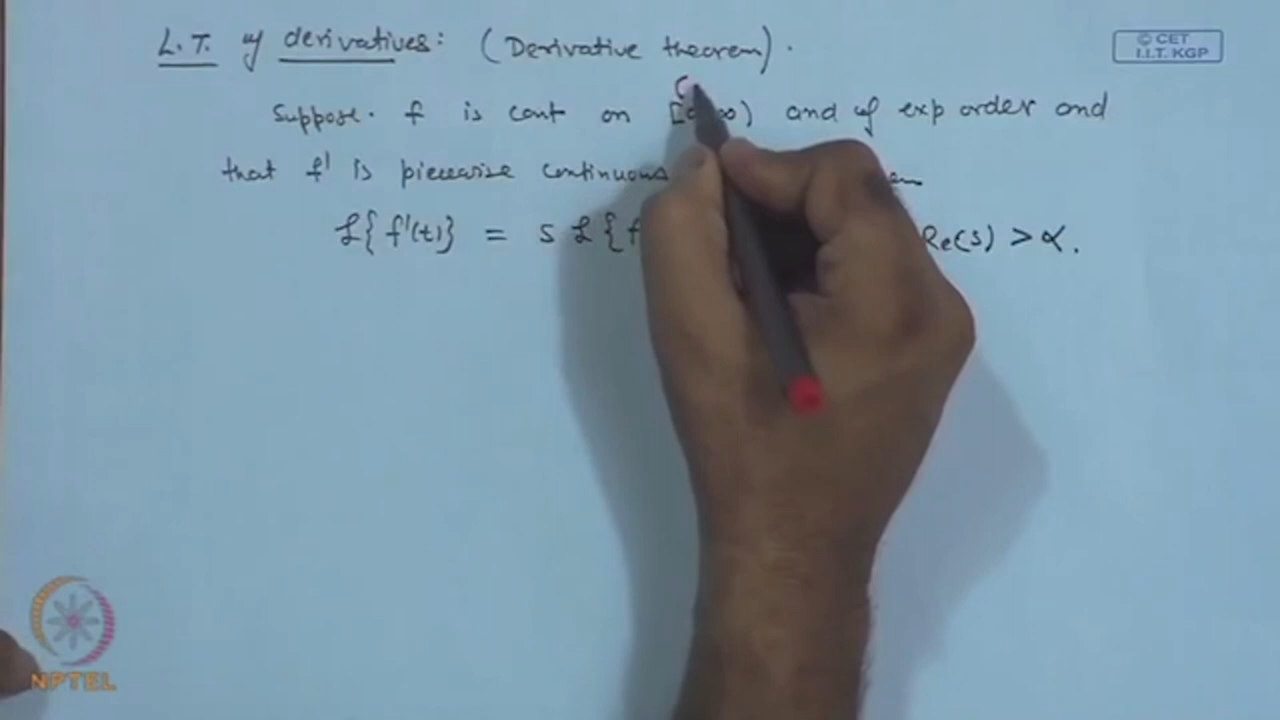 L.T. of derivatives: (Derivative theorem).
© CET
I.I.T. KGP
Suppose. f is cont on ∞) and of exp order and
that f' is piecewise continuous
ℒ{f'(t)} = s ℒ{f Re(s) > α.
NPTEL